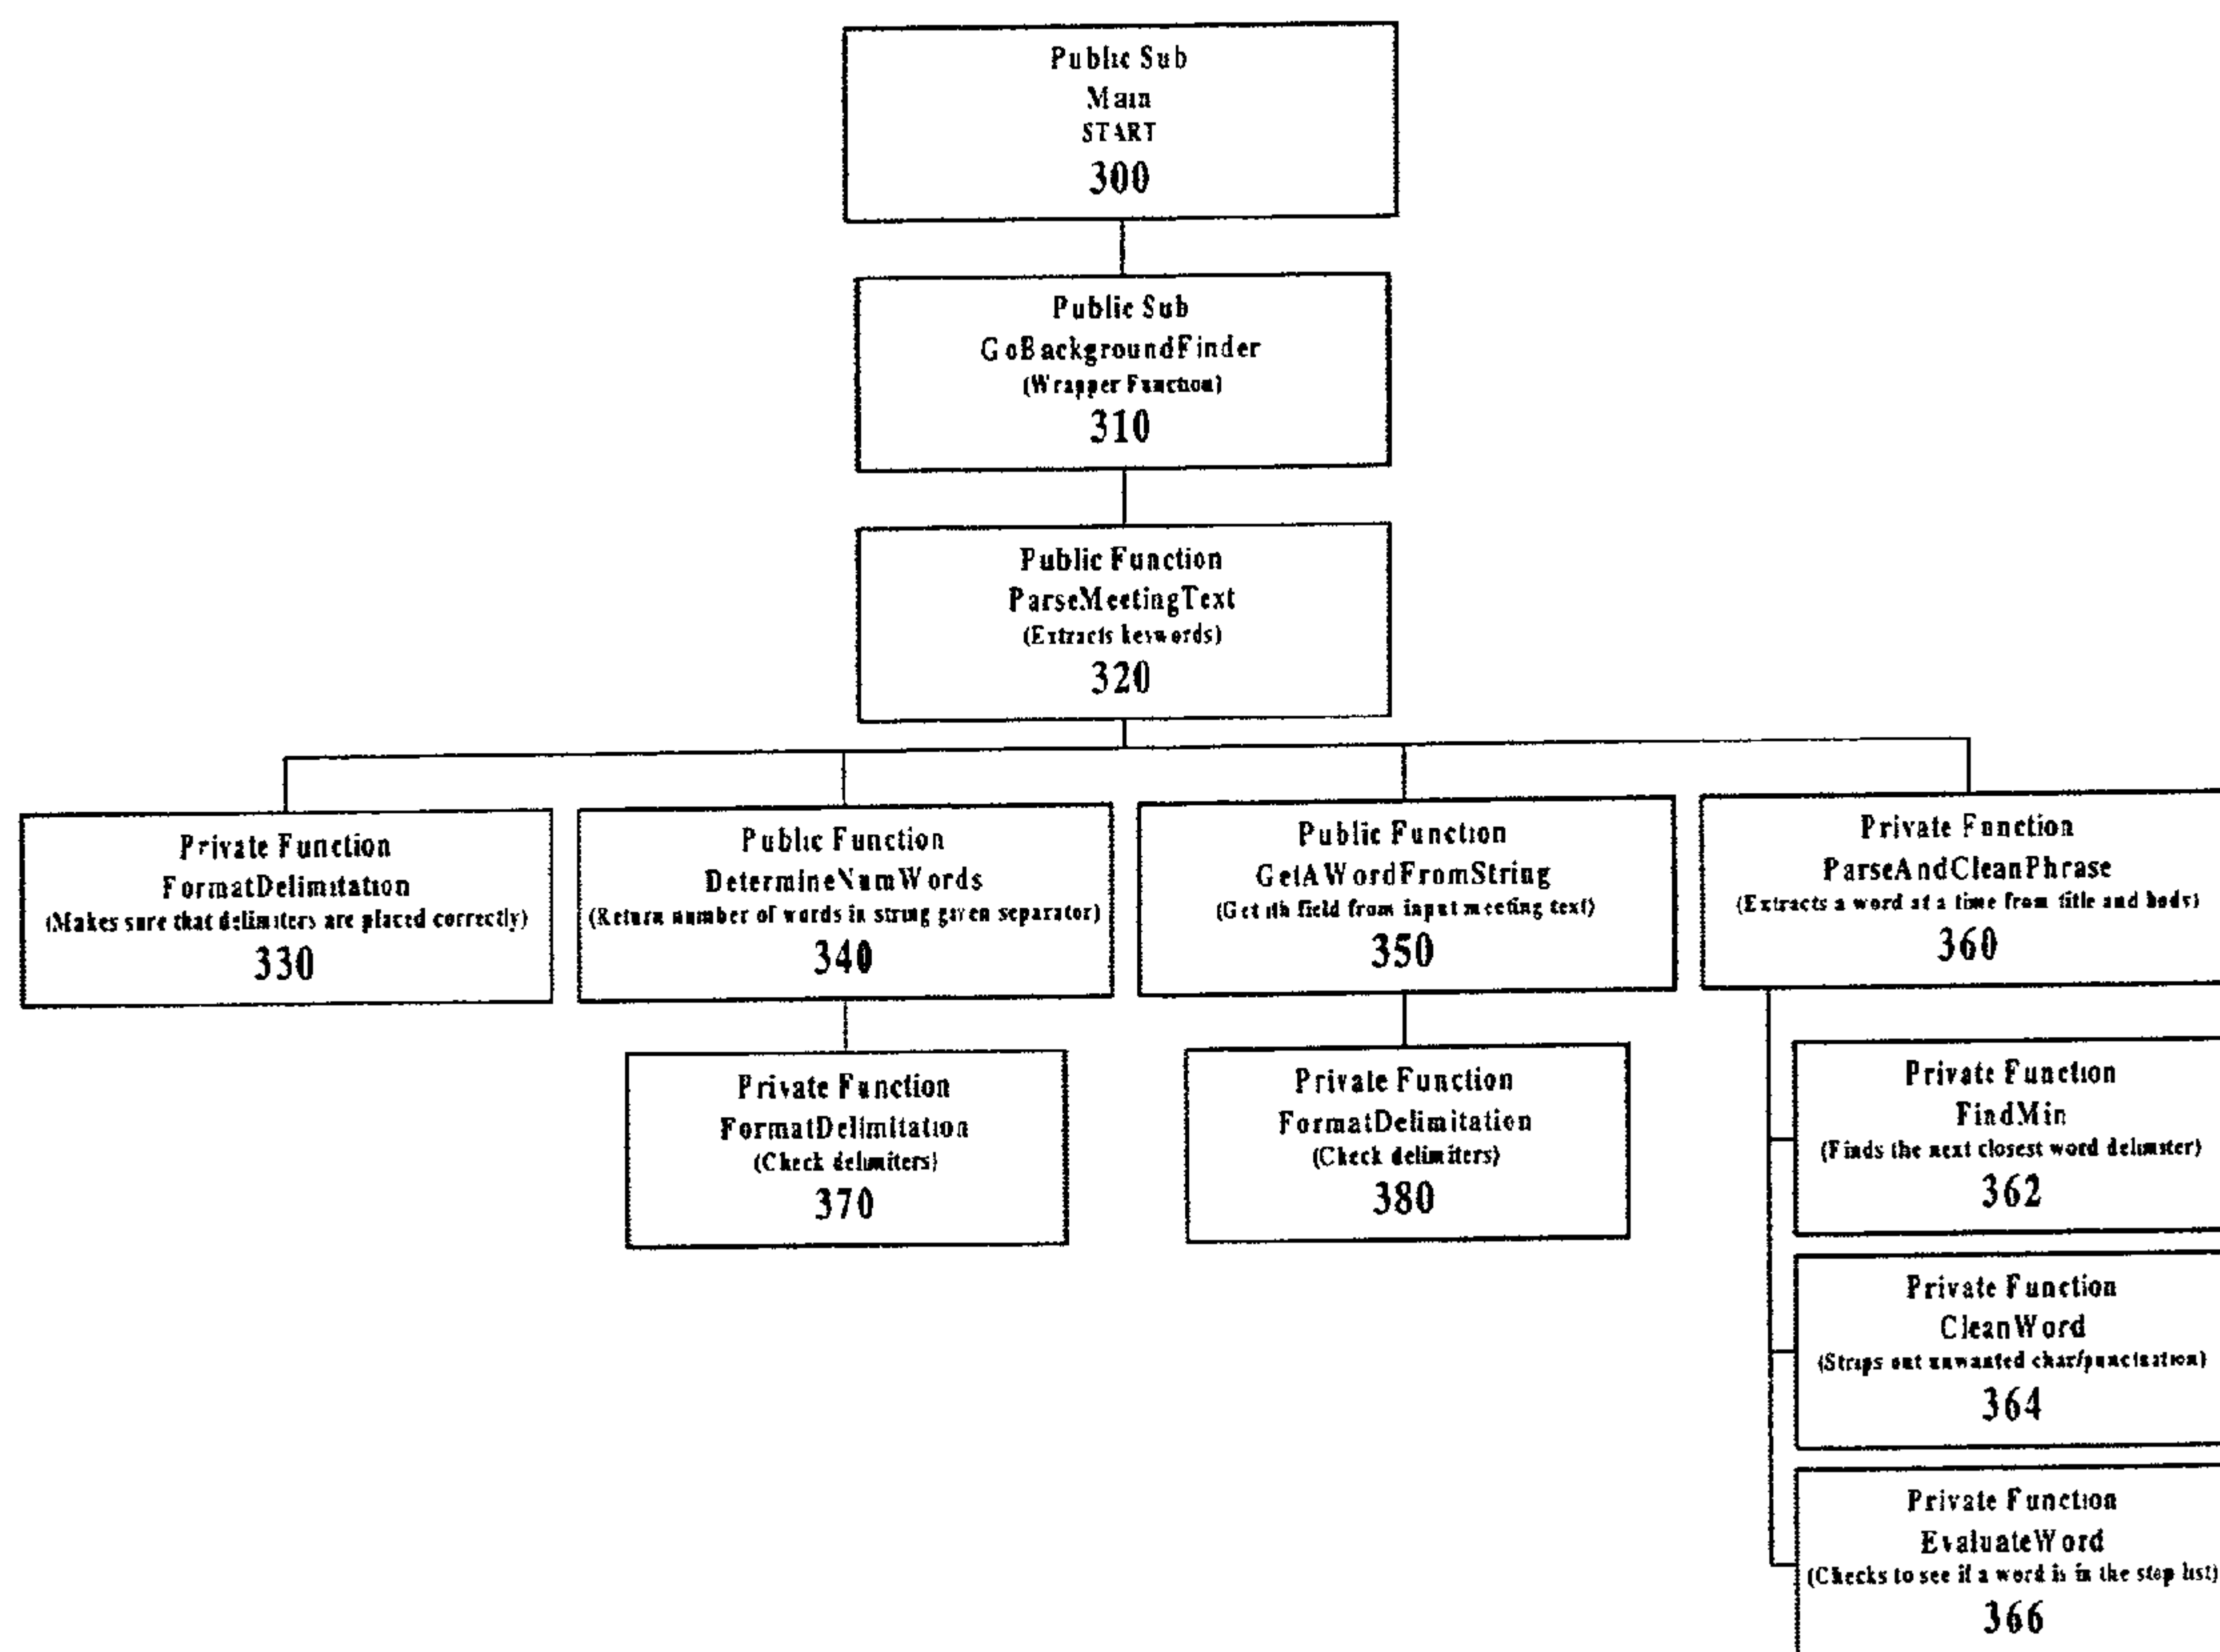 Public Sub
Main
START
300
Public Sub
GoBackgroundFinder
(Wrapper Function)
310
Public Function
ParseMeetingText
(Extracts keywords)
320
Private Function
FormatDelimitation
(Makes sure that delimiters are placed correctly)
330
Public Function
DetermineNumWords
(Return number of words in string given separator)
340
Public Function
GetAWordFromString
(Get ith field from input meeting text)
350
Private Function
ParseAndCleanPhrase
(Extracts a word at a time from title and body)
360
Private Function
FormatDelimitation
(Check delimiters)
370
Private Function
FormatDelimitation
(Check delimiters)
380
Private Function
FindMin
(Finds the next closest word delimiter)
362
Private Function
CleanWord
(Strips out unwanted char/punctuation)
364
Private Function
EvaluateWord
(Checks to see if a word is in the stop list)
366